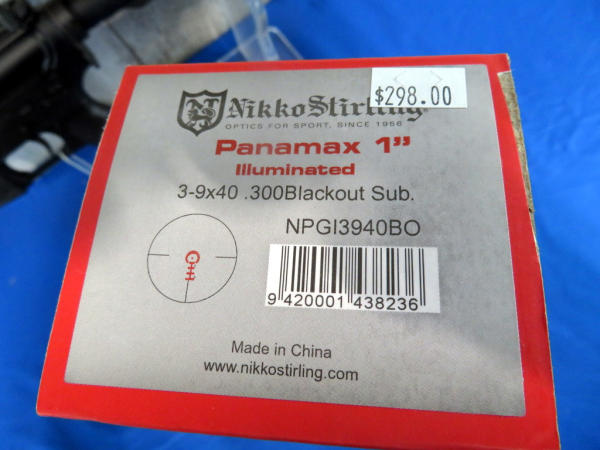 $298.00
NikkoStirling®
OPTICS FOR SPORT, SINCE 1956
Panamax 1”
Illuminated
3-9x40 .300Blackout Sub.
NPGI3940BO
9 420001 438236
Made in China
www.nikkostirling.com